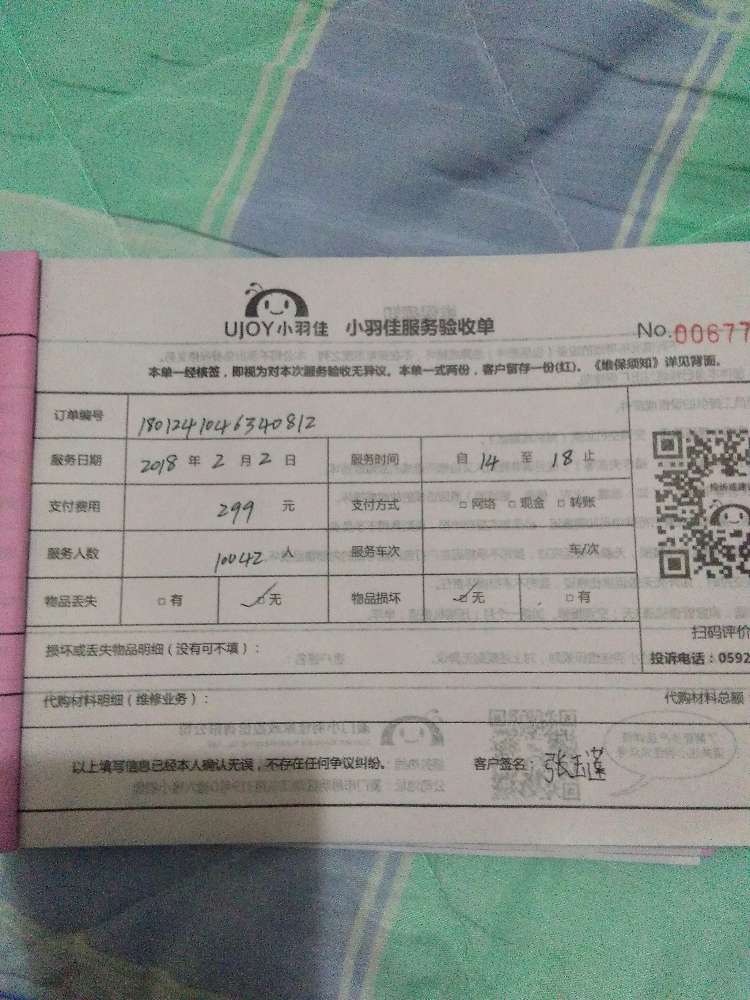 UJOY小羽佳 小羽佳服务验收单 No.00677
本单一经核签，即视为对本次服务验收无异议。本单一式两份，客户留存一份(红)。《维保须知》详见背面。
订单编号 1801241046340812
服务日期 2018 年 2 月 2 日 服务时间 自 14 至 18 止
支付费用 299 元 支付方式 □ 网络 □ 现金 □ 转账
服务人数 10042 人 服务车次 车/次
物品丢失 □ 有 □ 无 物品损坏 □ 无 □ 有
扫码评价
损坏或丢失物品明细（没有可不填）： 投诉电话：0592
代购材料明细（维修业务）： 代购材料总额
以上填写信息已经本人确认无误，不存在任何争议纠纷。 客户签名：张玉莲